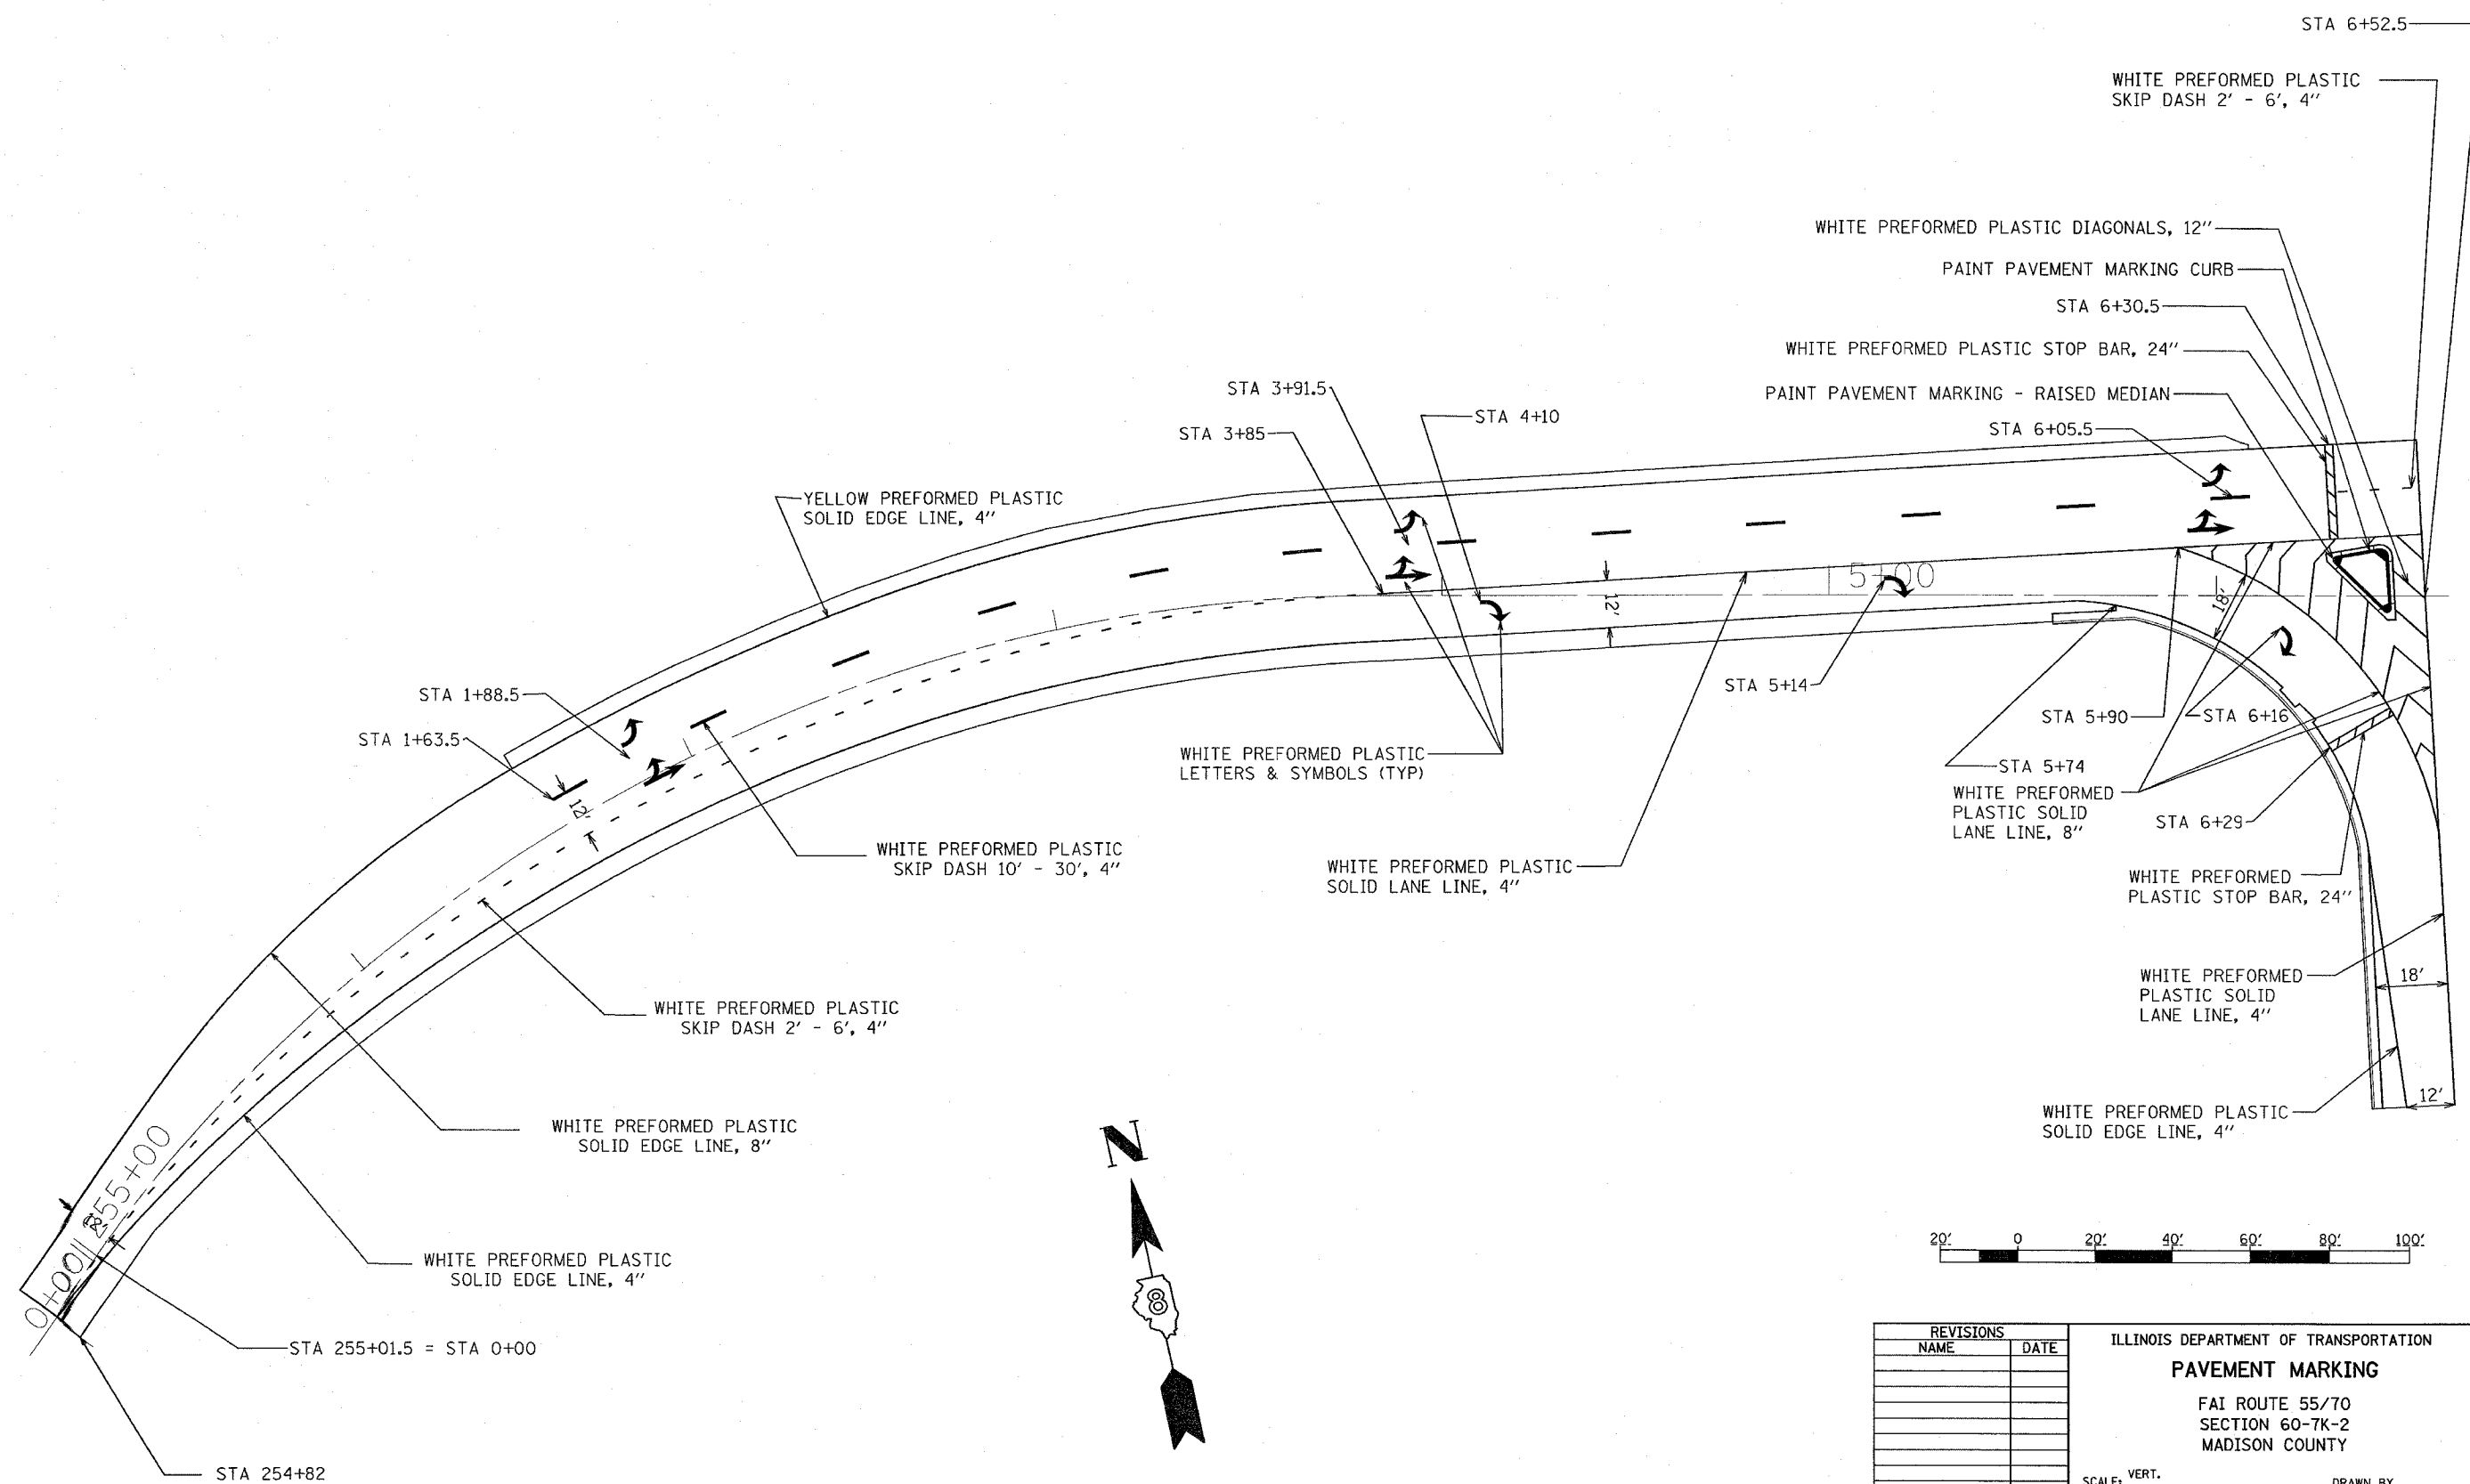 STA 6+52.5
WHITE PREFORMED PLASTIC
SKIP DASH 2' - 6', 4"
WHITE PREFORMED PLASTIC DIAGONALS, 12"
PAINT PAVEMENT MARKING CURB
STA 6+30.5
WHITE PREFORMED PLASTIC STOP BAR, 24"
PAINT PAVEMENT MARKING - RAISED MEDIAN
STA 6+05.5
STA 3+91.5
STA 4+10
STA 3+85
YELLOW PREFORMED PLASTIC
SOLID EDGE LINE, 4"
5+00
12'
18'
STA 1+88.5
STA 1+63.5
12'
WHITE PREFORMED PLASTIC
LETTERS & SYMBOLS (TYP)
STA 5+14
STA 5+90
STA 6+16
STA 5+74
WHITE PREFORMED
PLASTIC SOLID
LANE LINE, 8"
STA 6+29
WHITE PREFORMED PLASTIC
SKIP DASH 10' - 30', 4"
WHITE PREFORMED PLASTIC
SOLID LANE LINE, 4"
WHITE PREFORMED
PLASTIC STOP BAR, 24"
WHITE PREFORMED
PLASTIC SOLID
LANE LINE, 4"
18'
WHITE PREFORMED PLASTIC
SKIP DASH 2' - 6', 4"
WHITE PREFORMED PLASTIC
SOLID EDGE LINE, 8"
WHITE PREFORMED PLASTIC
SOLID EDGE LINE, 4"
12'
255+00
0+00
WHITE PREFORMED PLASTIC
SOLID EDGE LINE, 4"
STA 255+01.5 = STA 0+00
STA 254+82
N
8
20' 0 20' 40' 60' 80' 100'
REVISIONS
NAME DATE
ILLINOIS DEPARTMENT OF TRANSPORTATION
PAVEMENT MARKING
FAI ROUTE 55/70
SECTION 60-7K-2
MADISON COUNTY
SCALE: VERT.
DRAWN BY